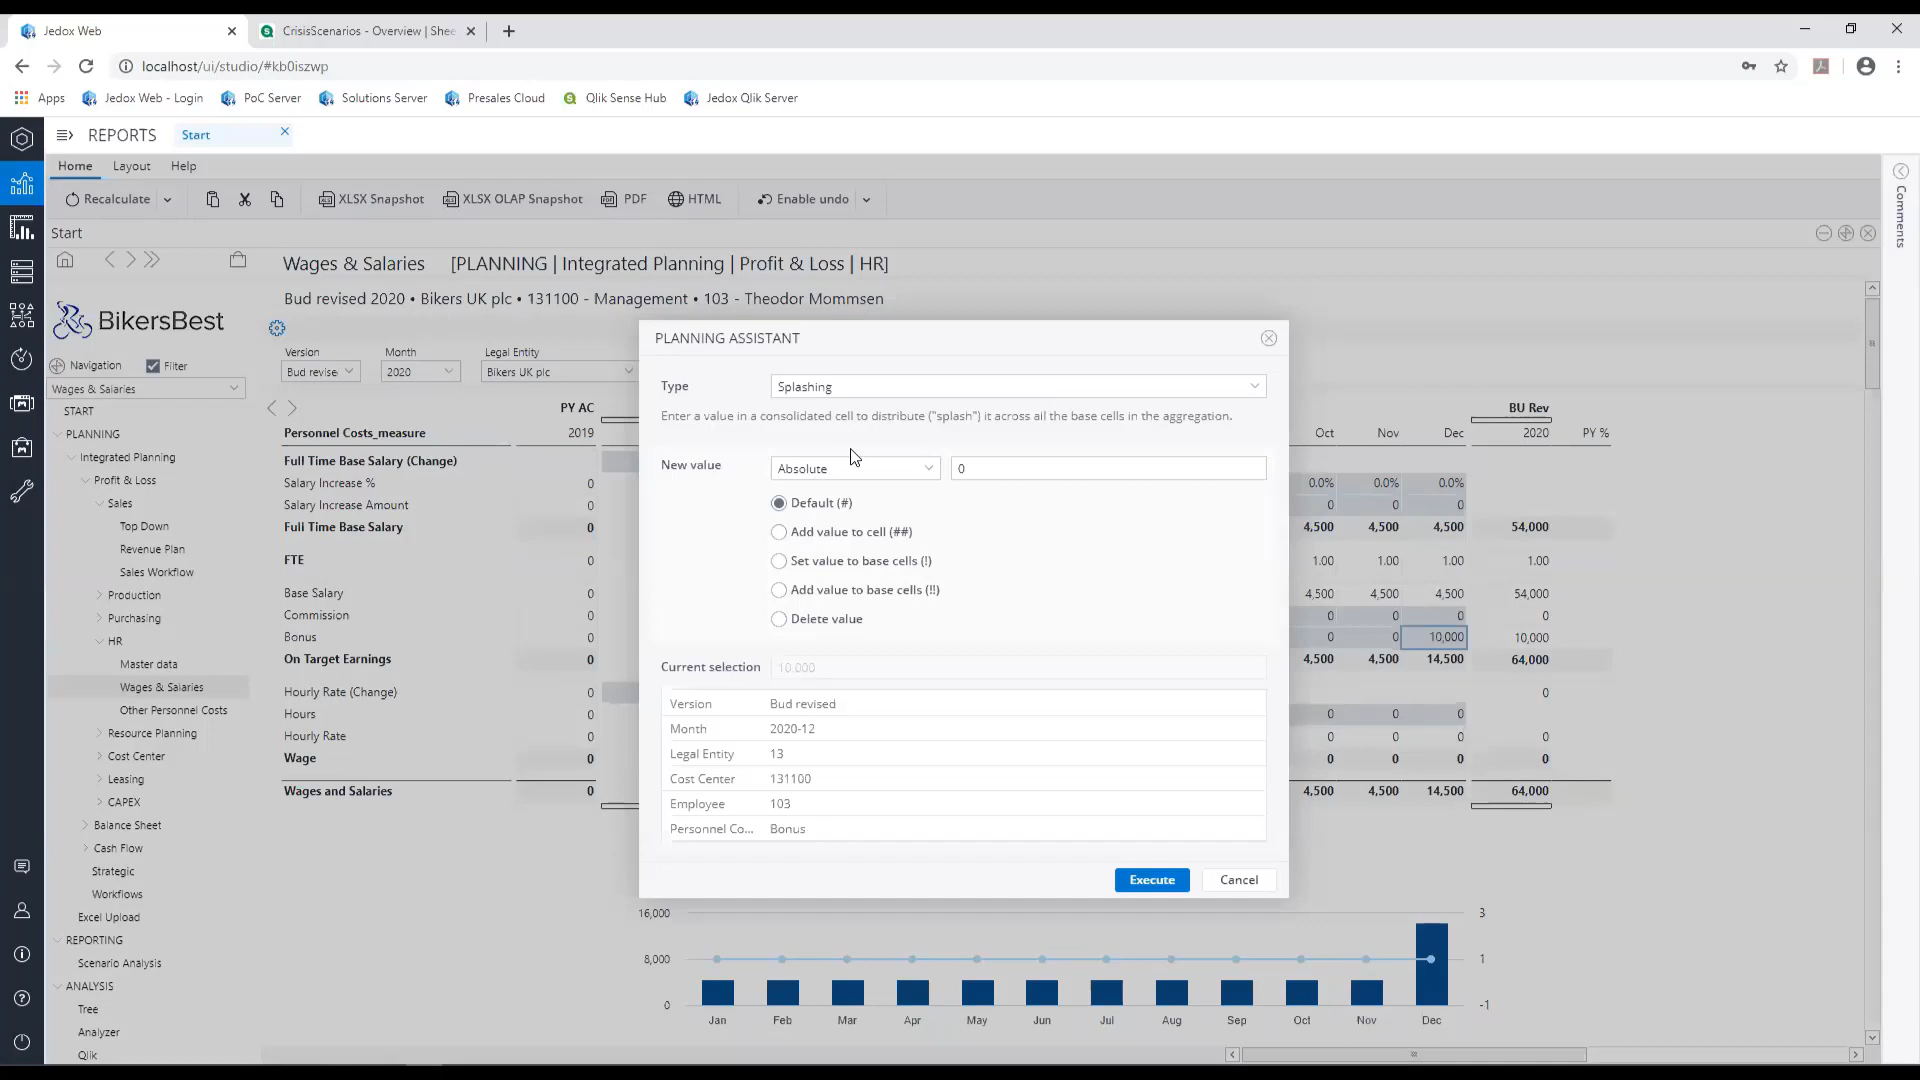 Jedox Web
CrisisScenarios - Overview | Shee
localhost/ui/studio/#kb0iszwp
Apps
Jedox Web - Login
PoC Server
Solutions Server
Presales Cloud
Qlik Sense Hub
Jedox Qlik Server
REPORTS
Start
Home
Layout
Help
Recalculate
XLSX Snapshot
XLSX OLAP Snapshot
PDF
HTML
Enable undo
Comments
Start
Wages & Salaries [PLANNING | Integrated Planning | Profit & Loss | HR]
Bud revised 2020 • Bikers UK plc • 131100 - Management • 103 - Theodor Mommsen
BikersBest
Navigation
Filter
Wages & Salaries
START
PLANNING
Integrated Planning
Profit & Loss
Sales
Top Down
Revenue Plan
Sales Workflow
Production
Purchasing
HR
Master data
Wages & Salaries
Other Personnel Costs
Resource Planning
Cost Center
Leasing
CAPEX
Balance Sheet
Cash Flow
Strategic
Workflows
Excel Upload
REPORTING
Scenario Analysis
ANALYSIS
Tree
Analyzer
Qlik
Version
Month
Legal Entity
Bud revise
2020
Bikers UK plc
PY AC
BU Rev
Personnel Costs_measure 2019 Oct Nov Dec 2020 PY %
Full Time Base Salary (Change)
Salary Increase % 0 0.0% 0.0% 0.0%
Salary Increase Amount 0 0 0 0
Full Time Base Salary 0 4,500 4,500 4,500 54,000
FTE 0 1.00 1.00 1.00 1.00
Base Salary 0 4,500 4,500 4,500 54,000
Commission 0 0 0 0 0
Bonus 0 0 0 10,000 10,000
On Target Earnings 0 4,500 4,500 14,500 64,000
Hourly Rate (Change) 0 0
Hours 0 0 0 0
Hourly Rate 0 0 0 0 0
Wage 0 0 0 0 0
Wages and Salaries 0 4,500 4,500 14,500 64,000
PLANNING ASSISTANT
Type
Splashing
Enter a value in a consolidated cell to distribute ("splash") it across all the base cells in the aggregation.
New value
Absolute
0
Default (#)
Add value to cell (##)
Set value to base cells (!)
Add value to base cells (!!)
Delete value
Current selection
10.000
Version Bud revised
Month 2020-12
Legal Entity 13
Cost Center 131100
Employee 103
Personnel Co... Bonus
Execute
Cancel
16,000
8,000
0
3
1
-1
Jan Feb Mar Apr May Jun Jul Aug Sep Oct Nov Dec